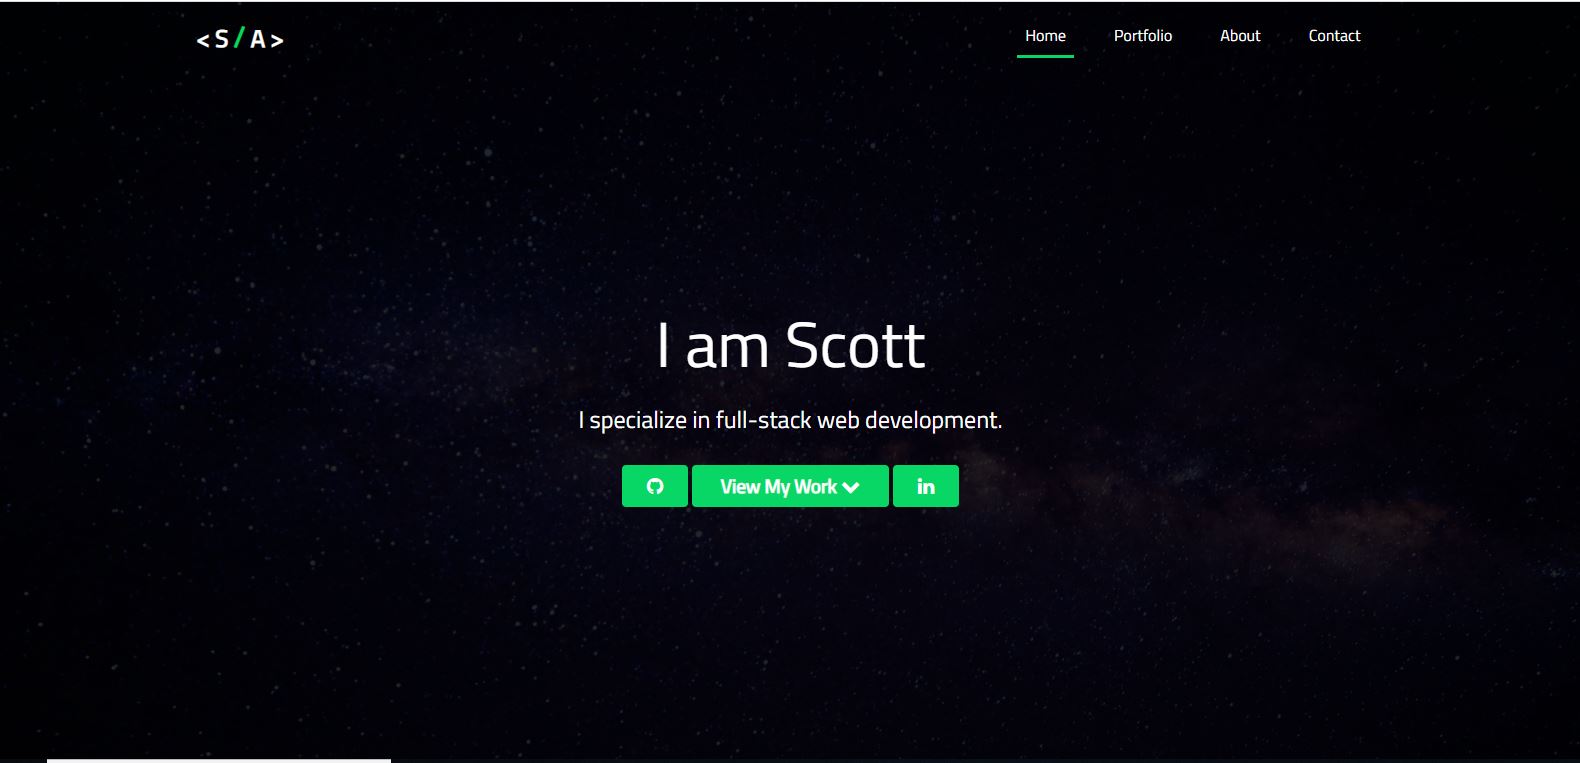 <S/A>
Home Portfolio About Contact
I am Scott
I specialize in full-stack web development.
View My Work
in